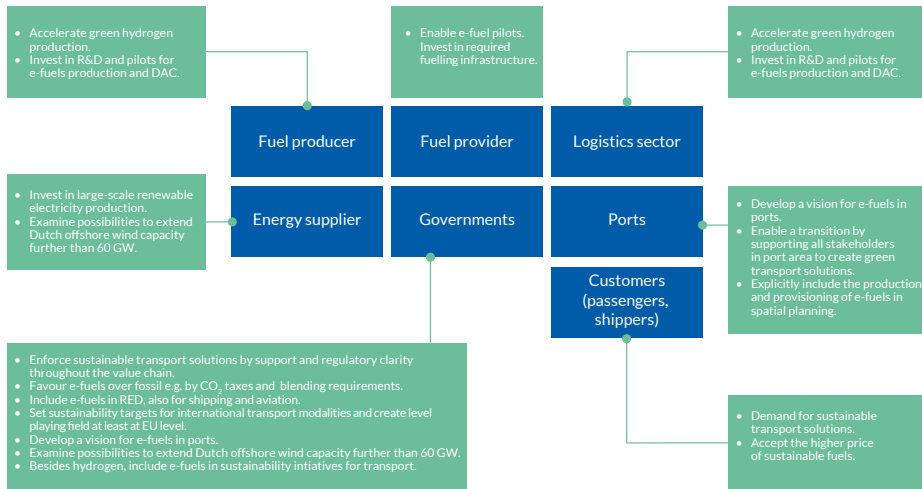 • Accelerate green hydrogen
production.
• Invest in R&D and pilots for
e-fuels production and DAC.
• Enable e-fuel pilots.
Invest in required
fuelling infrastructure.
• Accelerate green hydrogen
production.
• Invest in R&D and pilots for
e-fuels production and DAC.
Fuel producer
Fuel provider
Logistics sector
• Invest in large-scale renewable
electricity production.
• Examine possibilities to extend
Dutch offshore wind capacity
further than 60 GW.
Energy supplier
Governments
Ports
• Develop a vision for e-fuels in
ports.
• Enable a transition by
supporting all stakeholders
in port area to create green
transport solutions.
• Explicitly include the production
and provisioning of e-fuels in
spatial planning.
Customers
(passengers,
shippers)
• Enforce sustainable transport solutions by support and regulatory clarity
throughout the value chain.
• Favour e-fuels over fossil e.g. by CO₂ taxes and blending requirements.
• Include e-fuels in RED, also for shipping and aviation.
• Set sustainability targets for international transport modalities and create level
playing field at least at EU level.
• Develop a vision for e-fuels in ports.
• Examine possibilities to extend Dutch offshore wind capacity further than 60 GW.
• Besides hydrogen, include e-fuels in sustainability intiatives for transport.
• Demand for sustainable
transport solutions.
• Accept the higher price
of sustainable fuels.